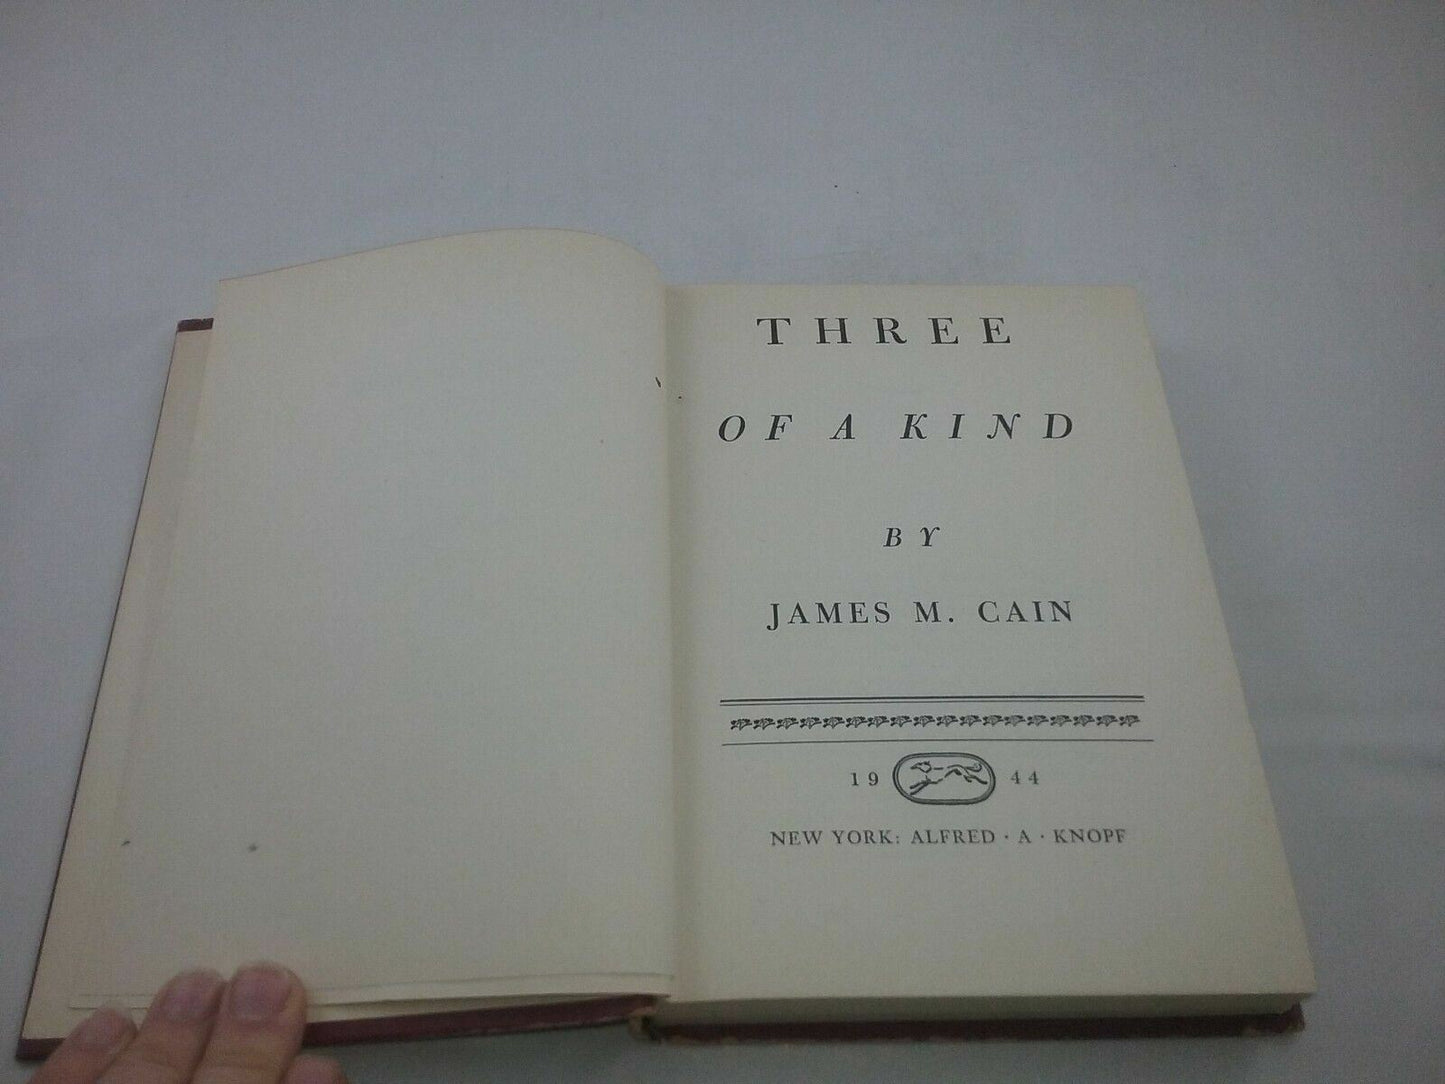 THREE
OF A KIND
BY
JAMES M. CAIN
19 44
NEW YORK: ALFRED · A · KNOPF